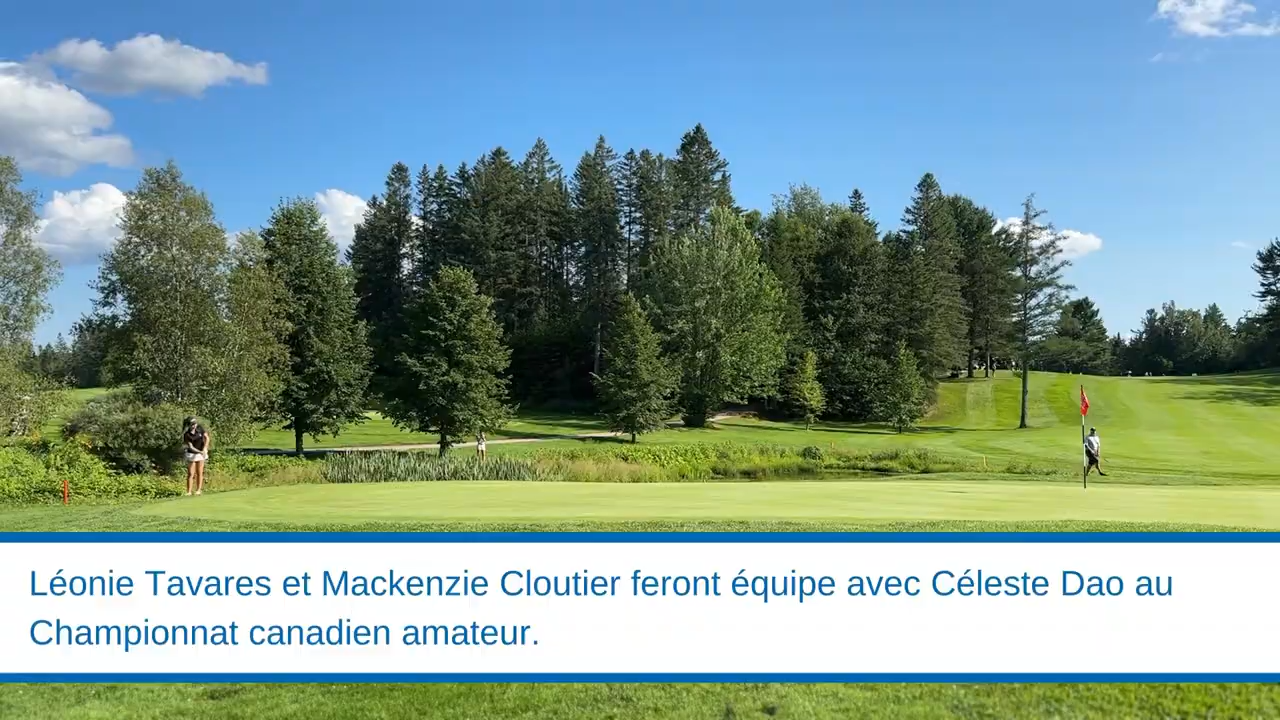 Léonie Tavares et Mackenzie Cloutier feront équipe avec Céleste Dao au
Championnat canadien amateur.